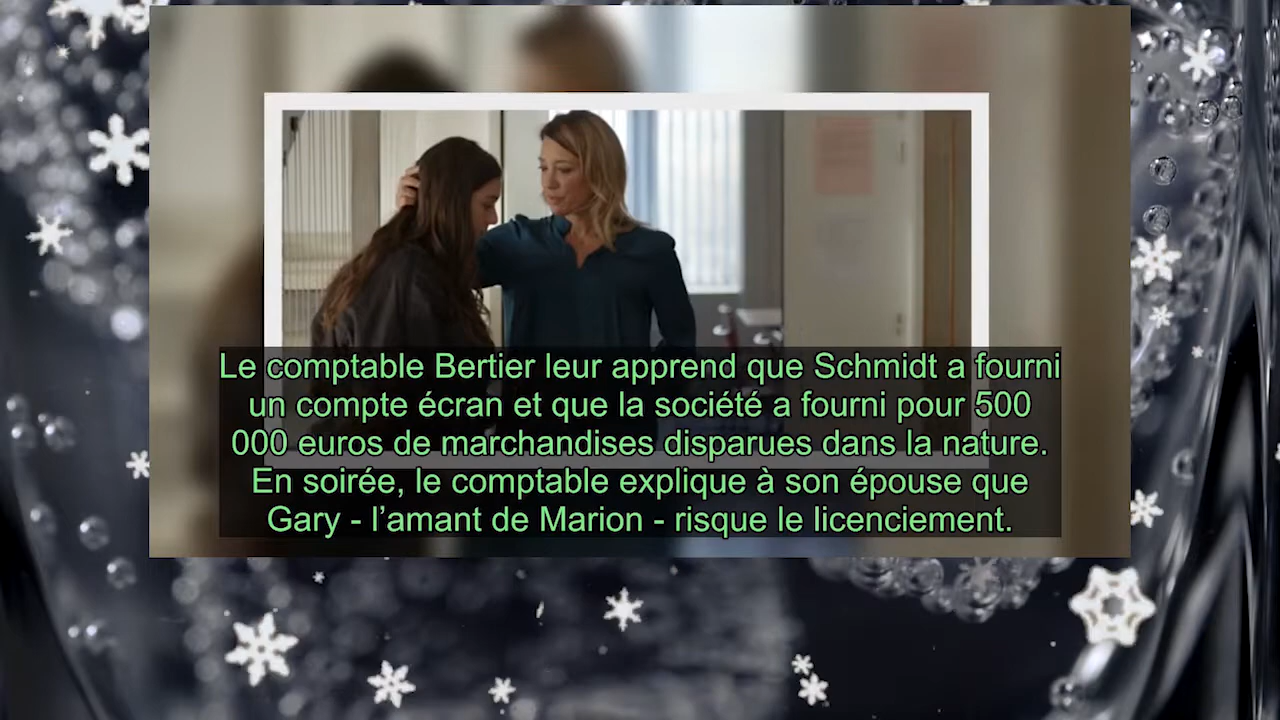 Le comptable Bertier leur apprend que Schmidt a fourni
un compte écran et que la société a fourni pour 500
000 euros de marchandises disparues dans la nature.
En soirée, le comptable explique à son épouse que
Gary - l’amant de Marion - risque le licenciement.